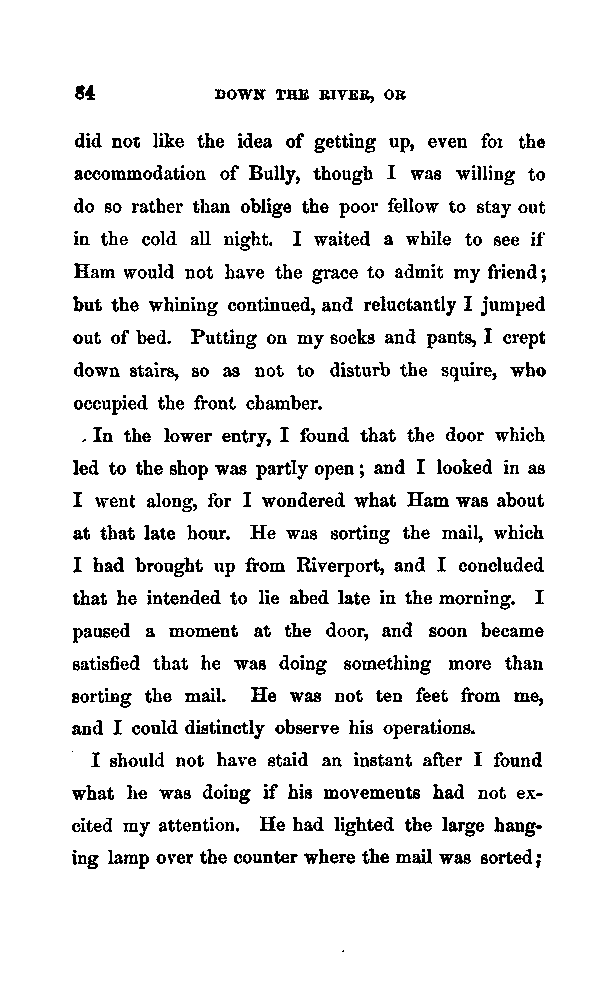 84 DOWN THE RIVER, OR
did not like the idea of getting up, even for the
accommodation of Bully, though I was willing to
do so rather than oblige the poor fellow to stay out
in the cold all night. I waited a while to see if
Ham would not have the grace to admit my friend;
but the whining continued, and reluctantly I jumped
out of bed. Putting on my socks and pants, I crept
down stairs, so as not to disturb the squire, who
occupied the front chamber.
In the lower entry, I found that the door which
led to the shop was partly open; and I looked in as
I went along, for I wondered what Ham was about
at that late hour. He was sorting the mail, which
I had brought up from Riverport, and I concluded
that he intended to lie abed late in the morning. I
paused a moment at the door, and soon became
satisfied that he was doing something more than
sorting the mail. He was not ten feet from me,
and I could distinctly observe his operations.
I should not have staid an instant after I found
what he was doing if his movements had not ex-
cited my attention. He had lighted the large hang-
ing lamp over the counter where the mail was sorted;